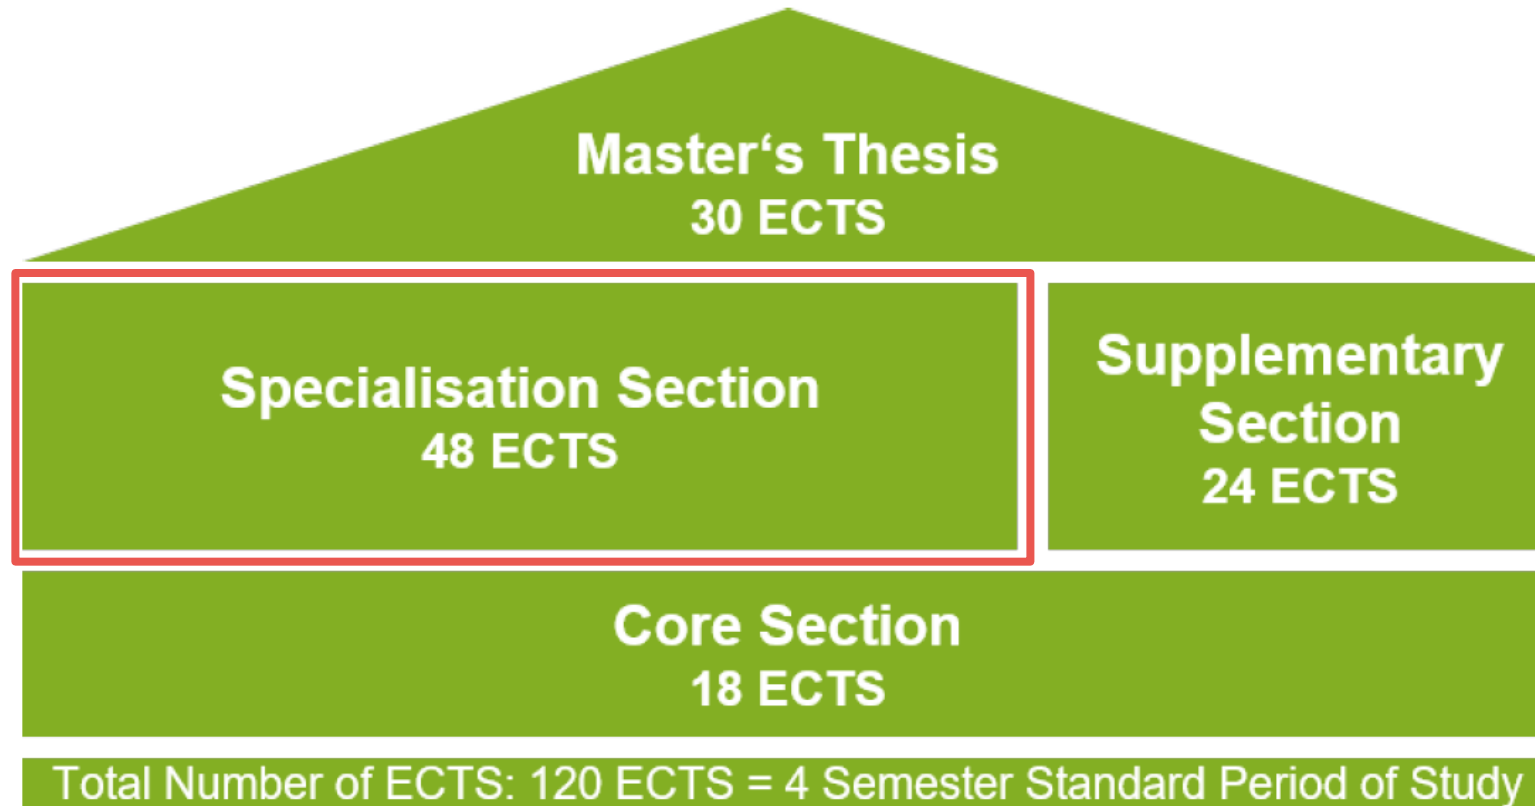 Master‘s Thesis
30 ECTS
Specialisation Section
48 ECTS
Supplementary
Section
24 ECTS
Core Section
18 ECTS
Total Number of ECTS: 120 ECTS = 4 Semester Standard Period of Study